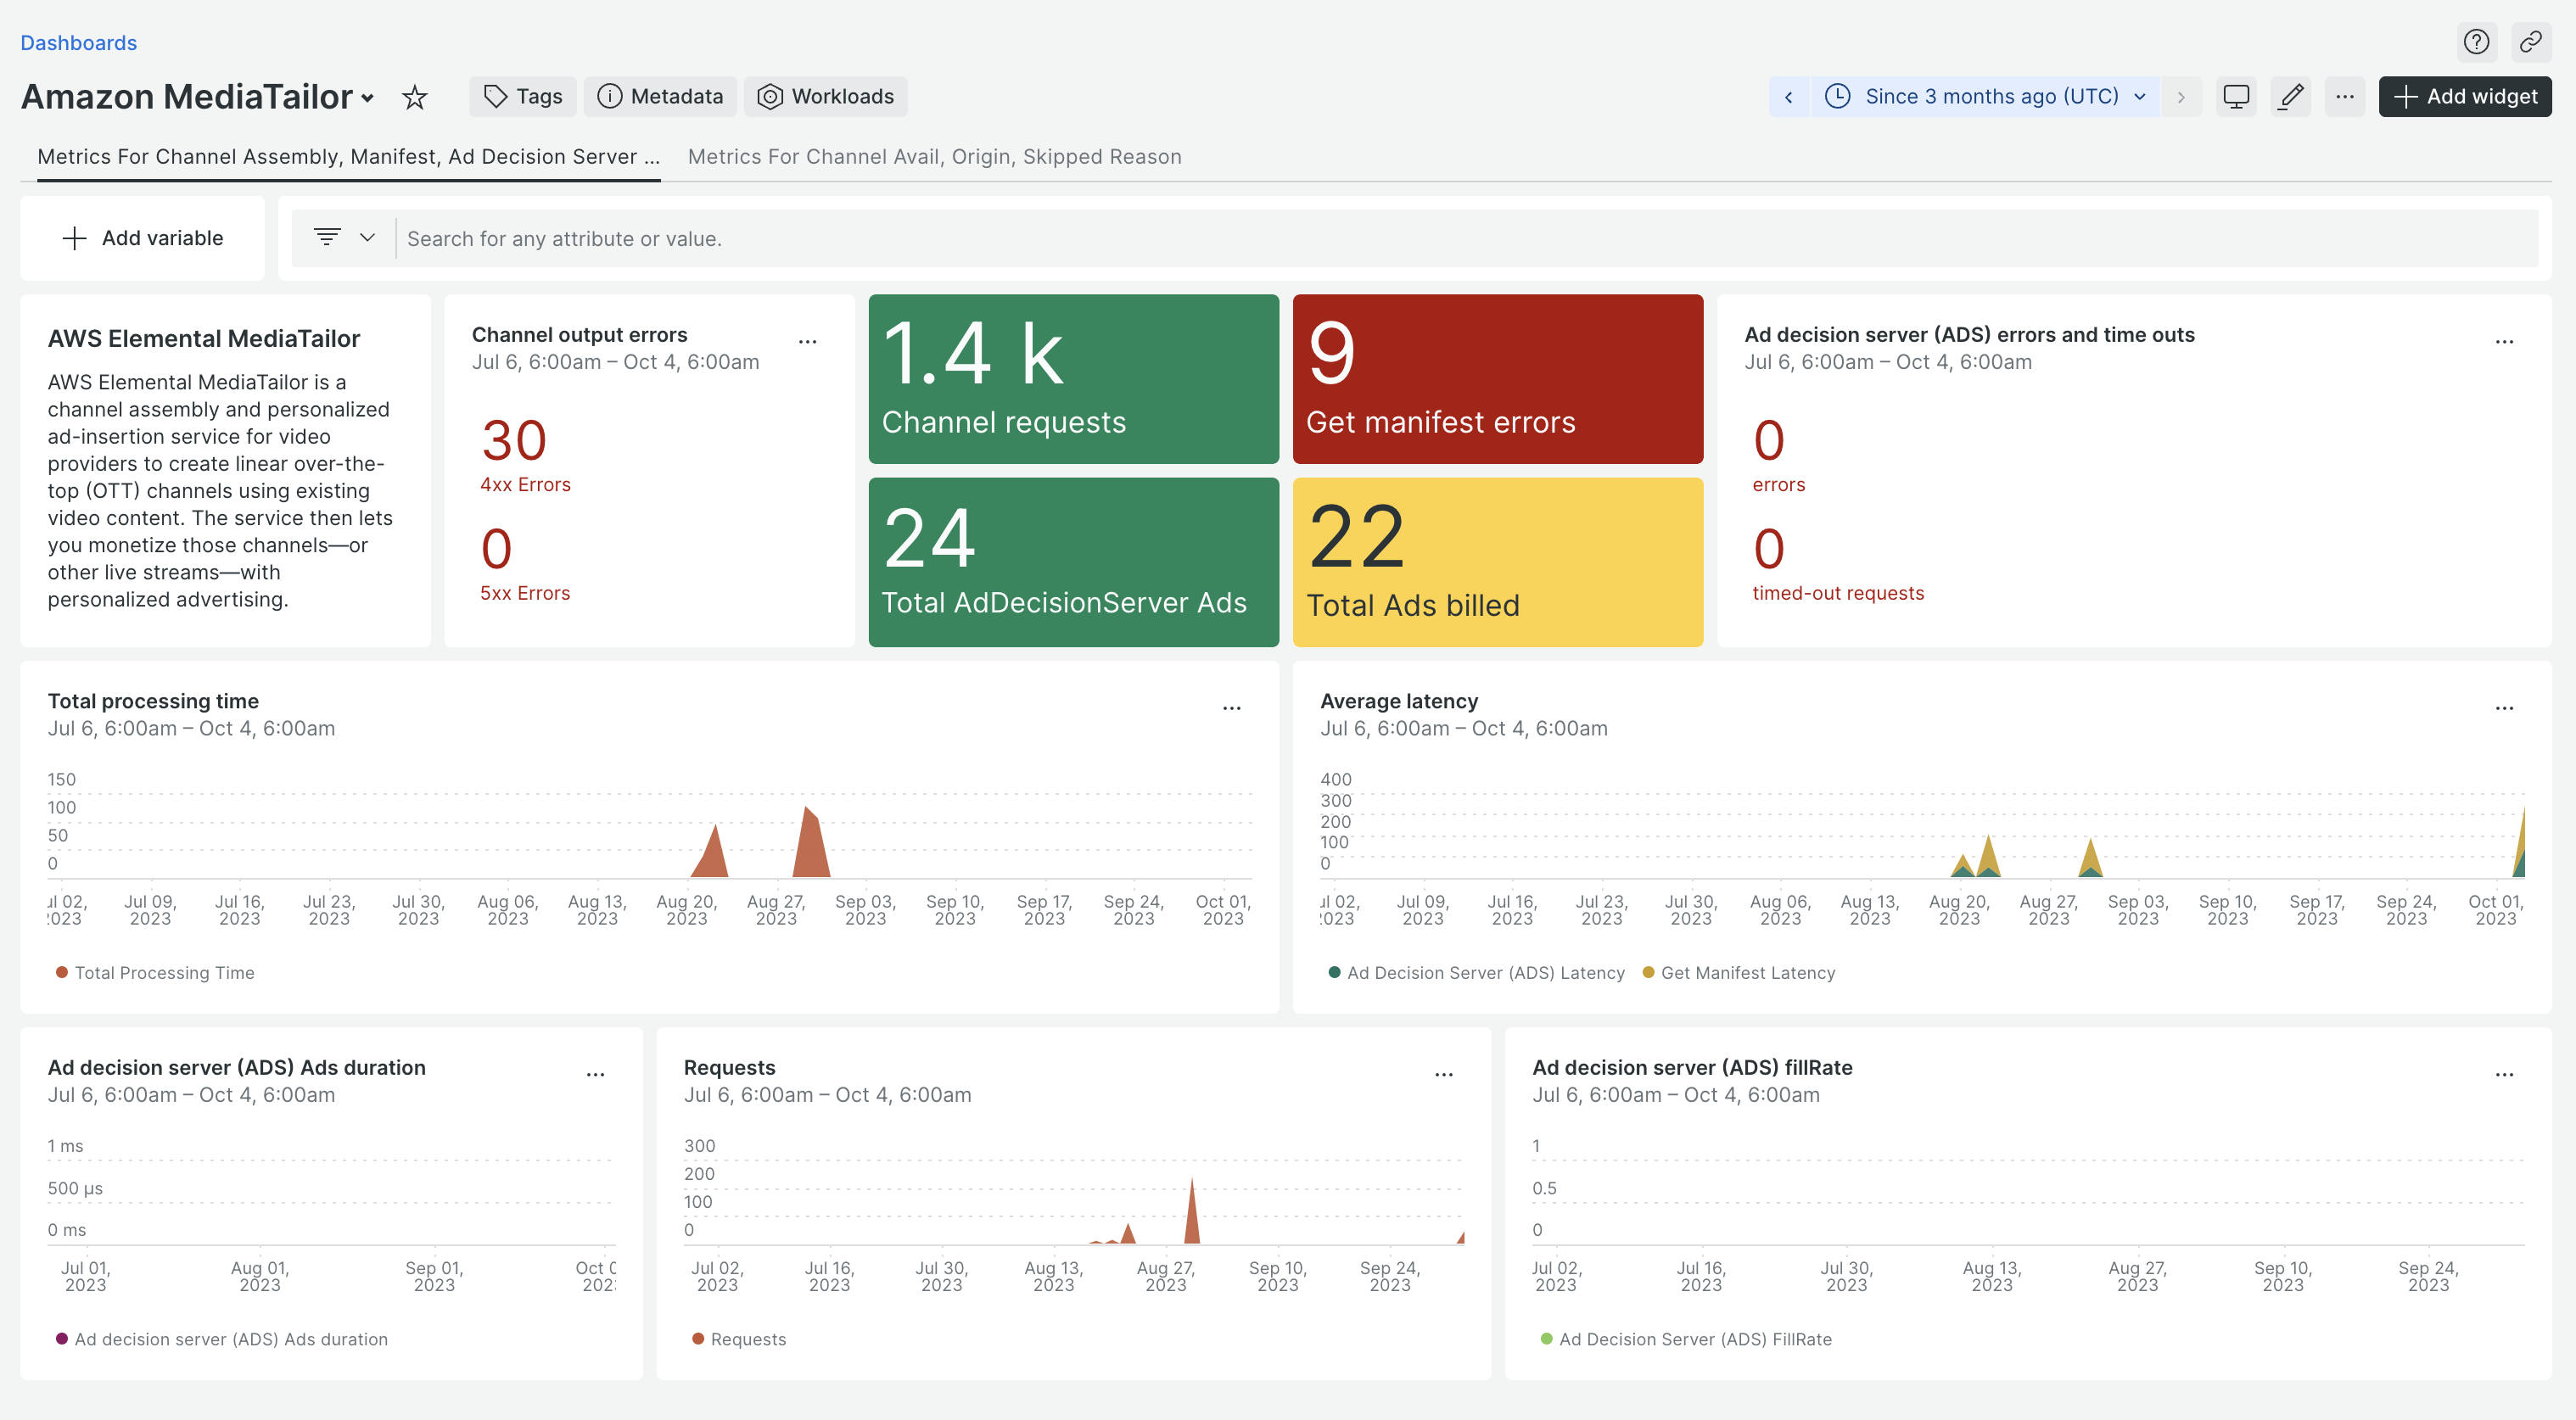 Dashboards
Amazon MediaTailor
Tags
Metadata
Workloads
Since 3 months ago (UTC)
Add widget
Metrics For Channel Assembly, Manifest, Ad Decision Server ...
Metrics For Channel Avail, Origin, Skipped Reason
Add variable
Search for any attribute or value.
AWS Elemental MediaTailor
AWS Elemental MediaTailor is a
channel assembly and personalized
ad-insertion service for video
providers to create linear over-the-
top (OTT) channels using existing
video content. The service then lets
you monetize those channels—or
other live streams—with
personalized advertising.
Channel output errors
Jul 6, 6:00am – Oct 4, 6:00am
30
4xx Errors
0
5xx Errors
1.4 k
Channel requests
24
Total AdDecisionServer Ads
9
Get manifest errors
22
Total Ads billed
Ad decision server (ADS) errors and time outs
Jul 6, 6:00am – Oct 4, 6:00am
0
errors
0
timed-out requests
Total processing time
Jul 6, 6:00am – Oct 4, 6:00am
150
100
50
0
ul 02, Jul 09, Jul 16, Jul 23, Jul 30, Aug 06, Aug 13, Aug 20, Aug 27, Sep 03, Sep 10, Sep 17, Sep 24, Oct 01,
2023 2023 2023 2023 2023 2023 2023 2023 2023 2023 2023 2023 2023 2023
Total Processing Time
Average latency
Jul 6, 6:00am – Oct 4, 6:00am
400
300
200
100
0
ul 02, Jul 09, Jul 16, Jul 23, Jul 30, Aug 06, Aug 13, Aug 20, Aug 27, Sep 03, Sep 10, Sep 17, Sep 24, Oct 01,
2023 2023 2023 2023 2023 2023 2023 2023 2023 2023 2023 2023 2023 2023
Ad Decision Server (ADS) Latency Get Manifest Latency
Ad decision server (ADS) Ads duration
Jul 6, 6:00am – Oct 4, 6:00am
1 ms
500 µs
0 ms
Jul 01, Aug 01, Sep 01, Oct 0
2023 2023 2023 202
Ad decision server (ADS) Ads duration
Requests
Jul 6, 6:00am – Oct 4, 6:00am
300
200
100
0
Jul 02, Jul 16, Jul 30, Aug 13, Aug 27, Sep 10, Sep 24,
2023 2023 2023 2023 2023 2023 2023
Requests
Ad decision server (ADS) fillRate
Jul 6, 6:00am – Oct 4, 6:00am
1
0.5
0
Jul 02, Jul 16, Jul 30, Aug 13, Aug 27, Sep 10, Sep 24,
2023 2023 2023 2023 2023 2023 2023
Ad Decision Server (ADS) FillRate